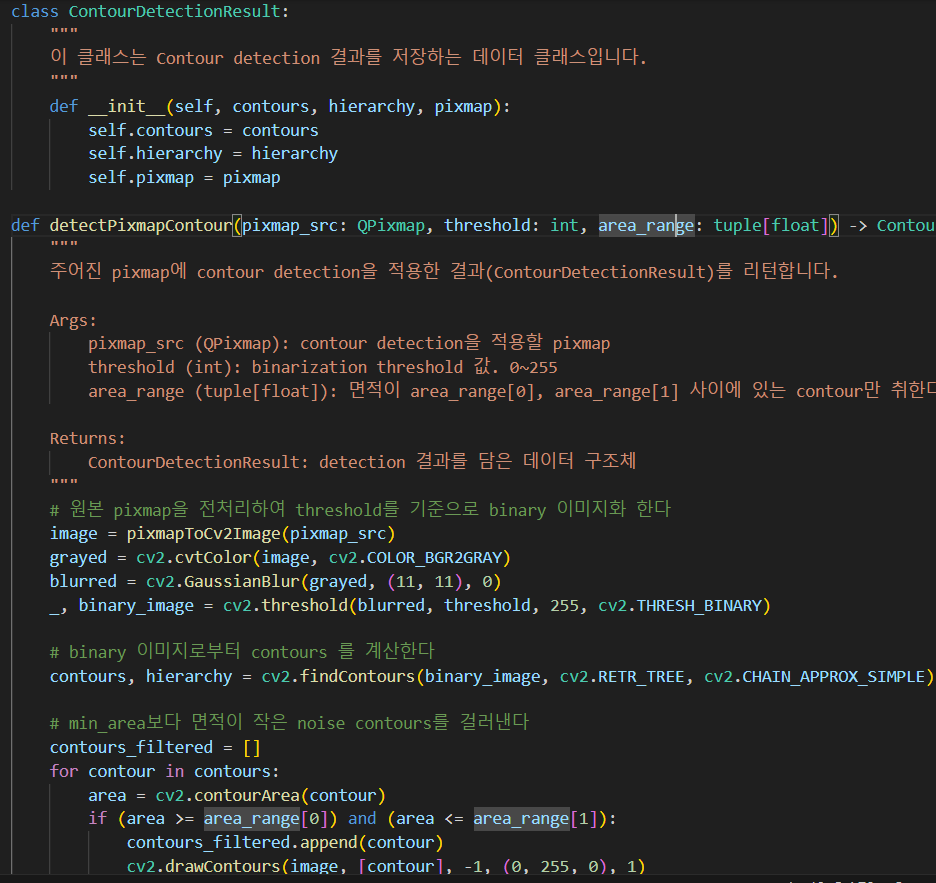 class ContourDetectionResult:
    """
    이 클래스는 Contour detection 결과를 저장하는 데이터 클래스입니다.
    """
    def __init__(self, contours, hierarchy, pixmap):
        self.contours = contours
        self.hierarchy = hierarchy
        self.pixmap = pixmap
def detectPixmapContour(pixmap_src: QPixmap, threshold: int, area_range: tuple[float]) -> Contou
    """
    주어진 pixmap에 contour detection을 적용한 결과(ContourDetectionResult)를 리턴합니다.
    Args:
        pixmap_src (QPixmap): contour detection을 적용할 pixmap
        threshold (int): binarization threshold 값. 0~255
        area_range (tuple[float]): 면적이 area_range[0], area_range[1] 사이에 있는 contour만 취한다
    Returns:
        ContourDetectionResult: detection 결과를 담은 데이터 구조체
    """
    # 원본 pixmap을 전처리하여 threshold를 기준으로 binary 이미지화 한다
    image = pixmapToCv2Image(pixmap_src)
    grayed = cv2.cvtColor(image, cv2.COLOR_BGR2GRAY)
    blurred = cv2.GaussianBlur(grayed, (11, 11), 0)
    _, binary_image = cv2.threshold(blurred, threshold, 255, cv2.THRESH_BINARY)
    # binary 이미지로부터 contours 를 계산한다
    contours, hierarchy = cv2.findContours(binary_image, cv2.RETR_TREE, cv2.CHAIN_APPROX_SIMPLE)
    # min_area보다 면적이 작은 noise contours를 걸러낸다
    contours_filtered = []
    for contour in contours:
        area = cv2.contourArea(contour)
        if (area >= area_range[0]) and (area <= area_range[1]):
            contours_filtered.append(contour)
            cv2.drawContours(image, [contour], -1, (0, 255, 0), 1)